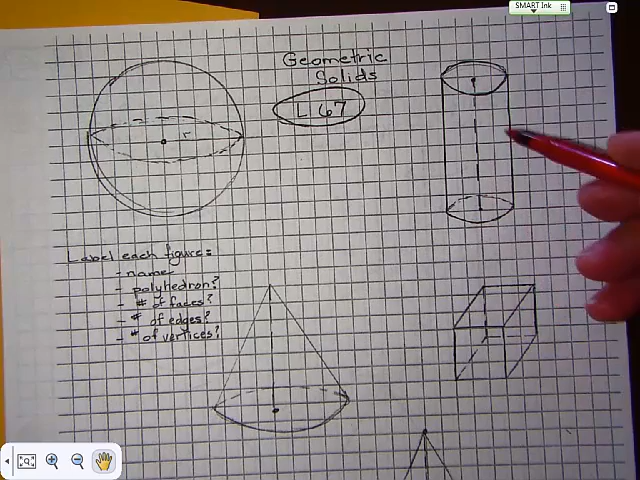 SMART Ink
Geometric
Solids
L 67
r
Label each figure:
- name
- polyhedron?
- # of faces?
- # of edges?
- # of vertices?